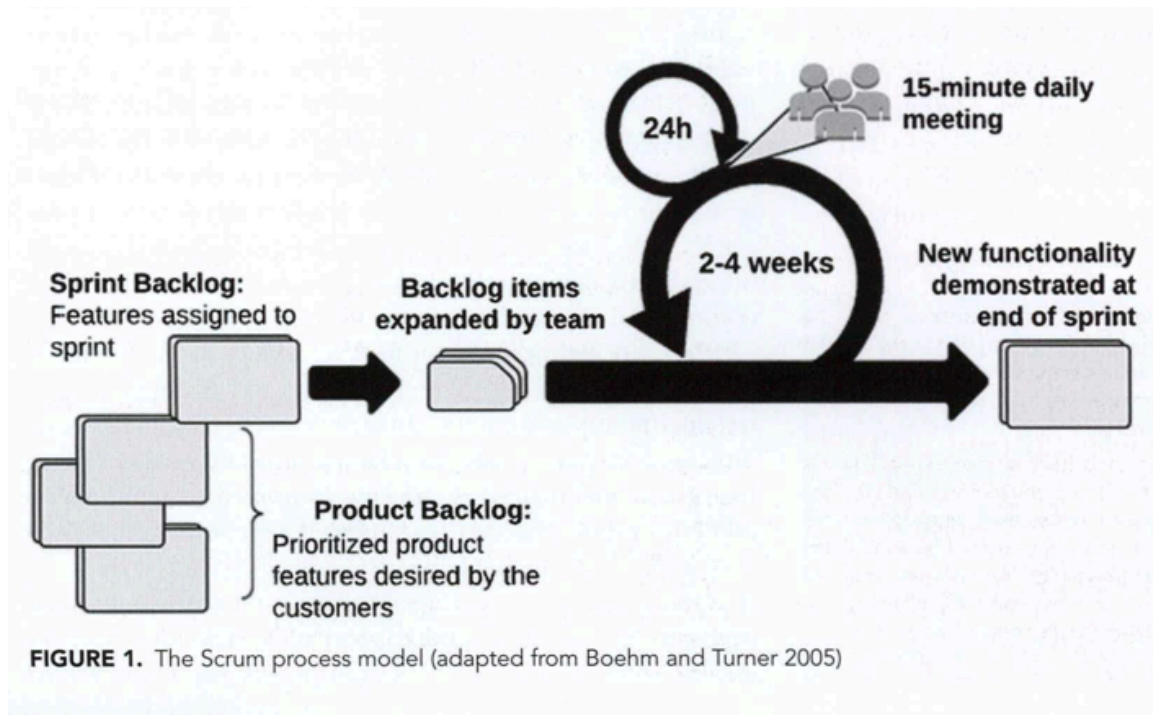 24h
15-minute daily
meeting
2-4 weeks
New functionality
demonstrated at
end of sprint
Sprint Backlog:
Features assigned to
sprint
Backlog items
expanded by team
Product Backlog:
Prioritized product
features desired by the
customers
FIGURE 1. The Scrum process model (adapted from Boehm and Turner 2005)